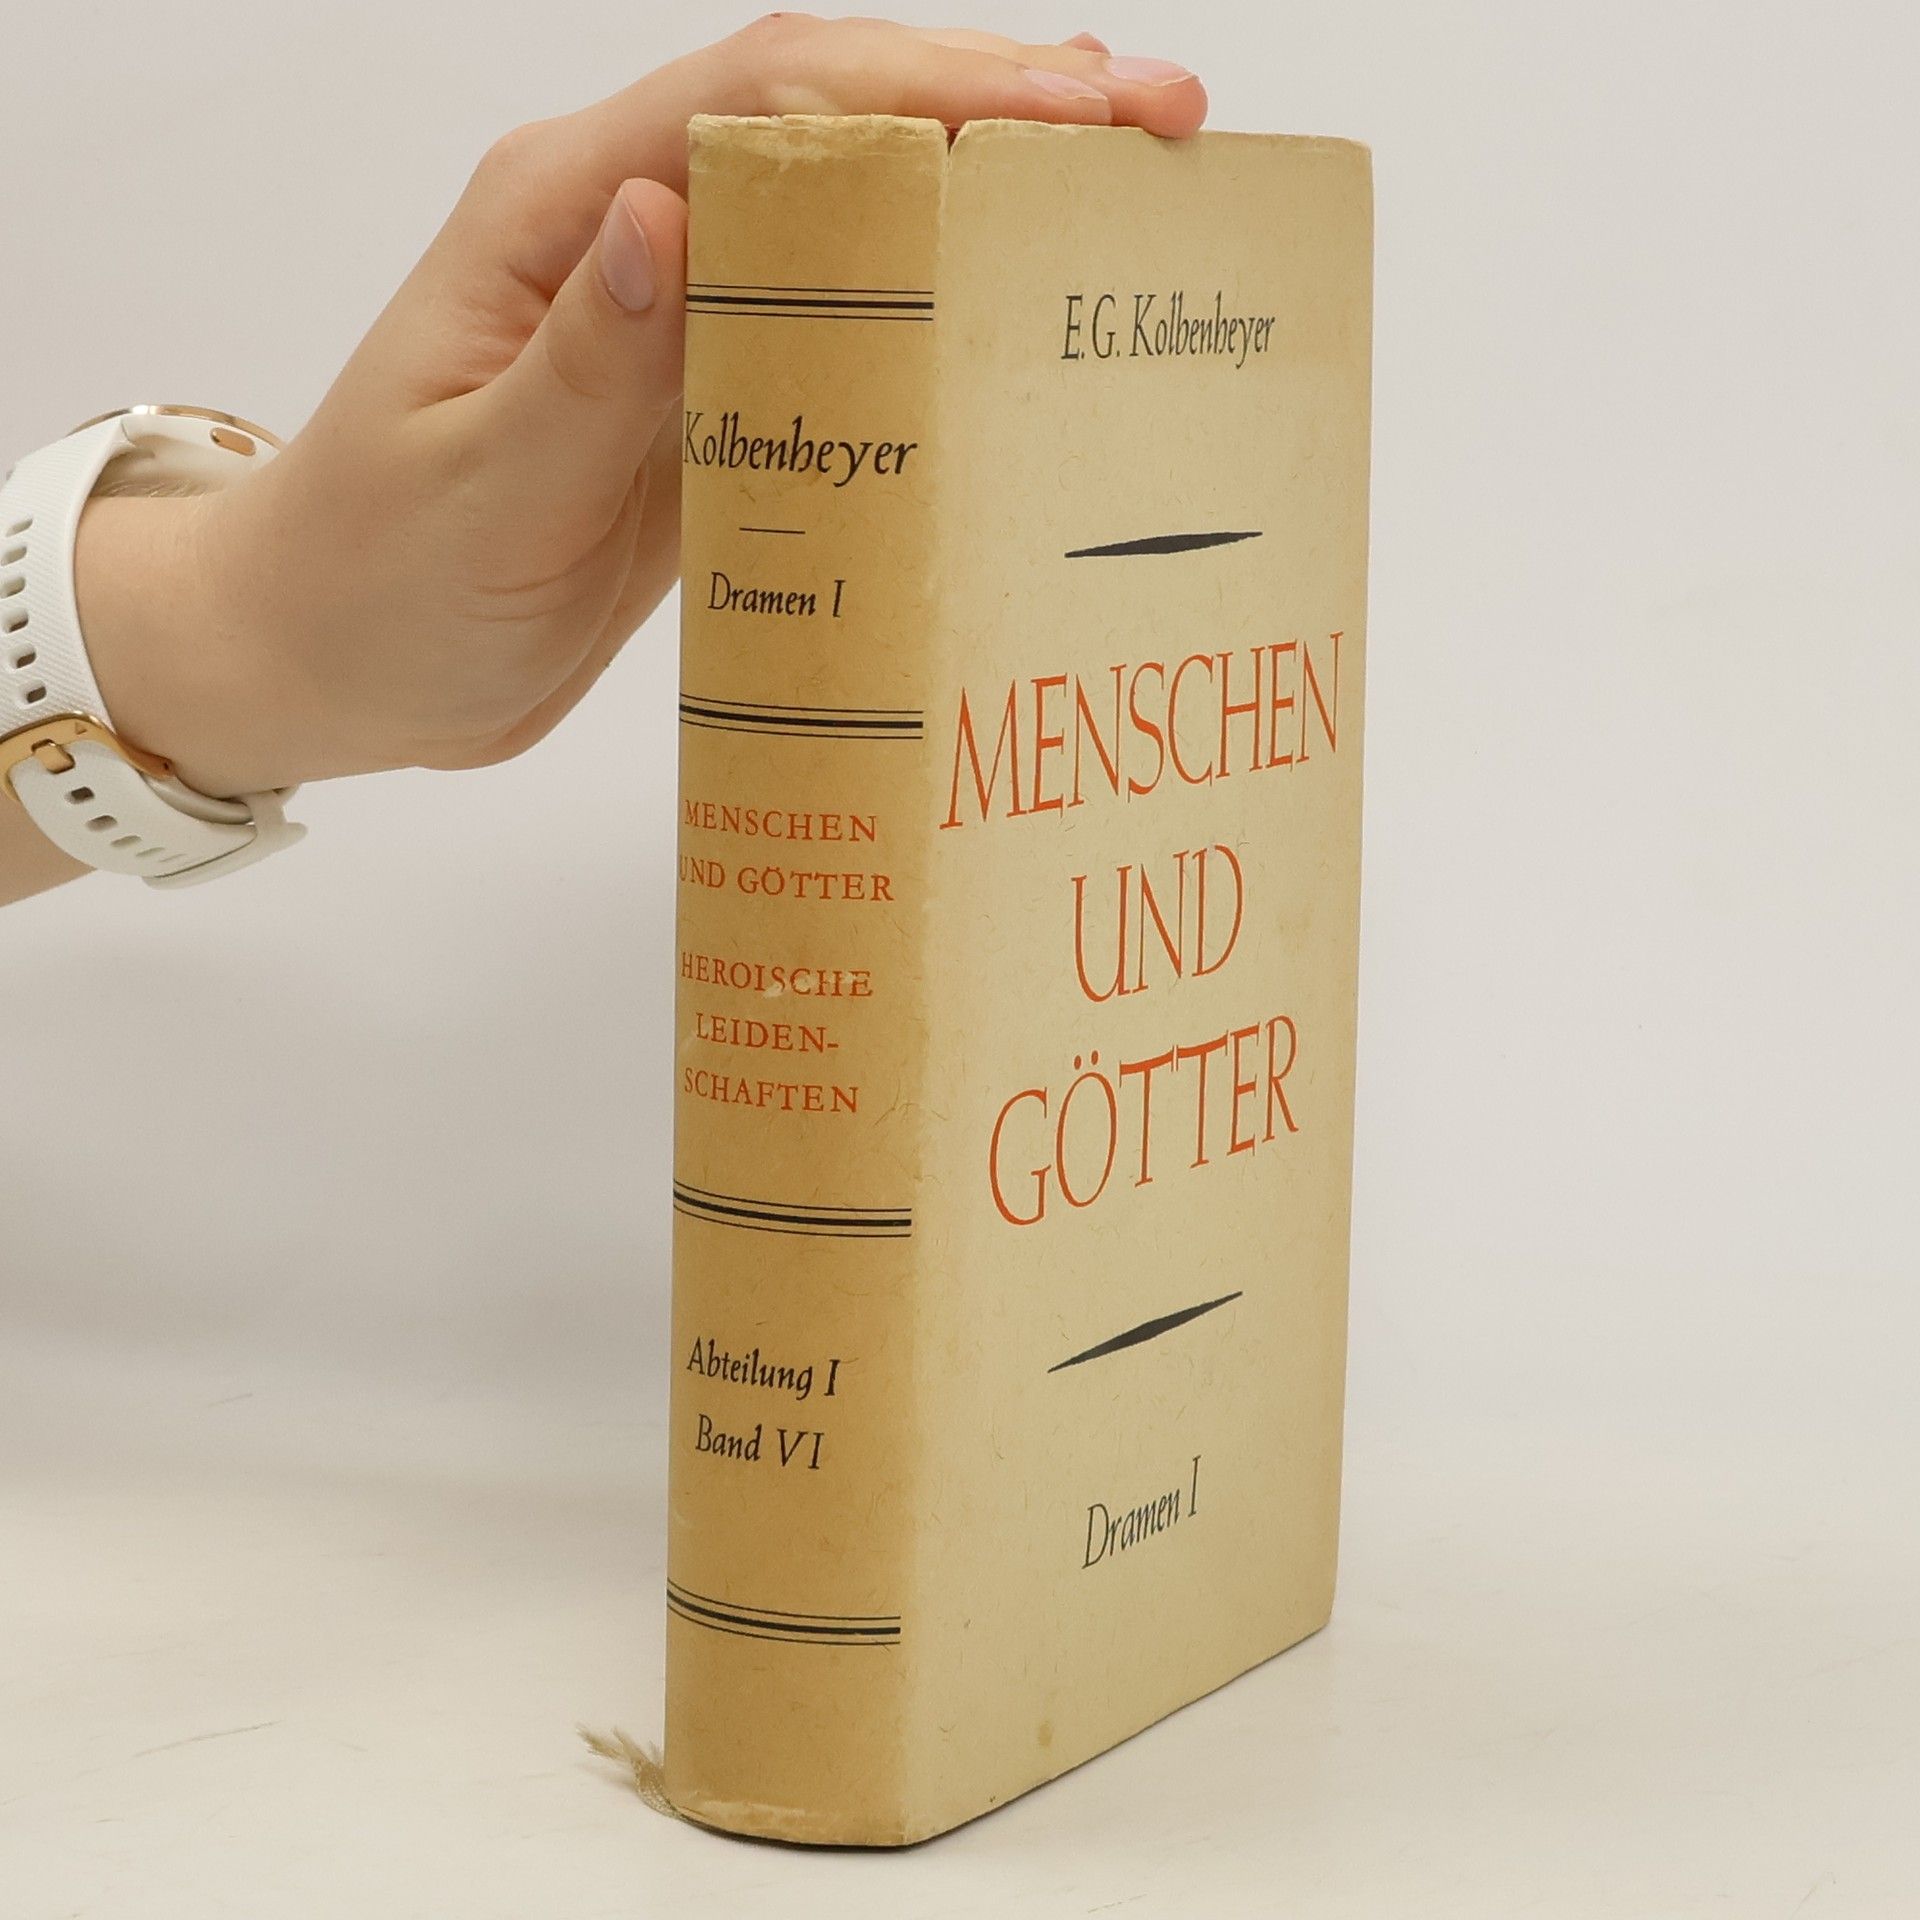 Kolbenheyer
Dramen I
MENSCHEN
UND GÖTTER
HEROISCHE
LEIDEN-
SCHAFTEN
Abteilung I
Band VI
E. G. Kolbenheyer
MENSCHEN
UND
GÖTTER
Dramen I